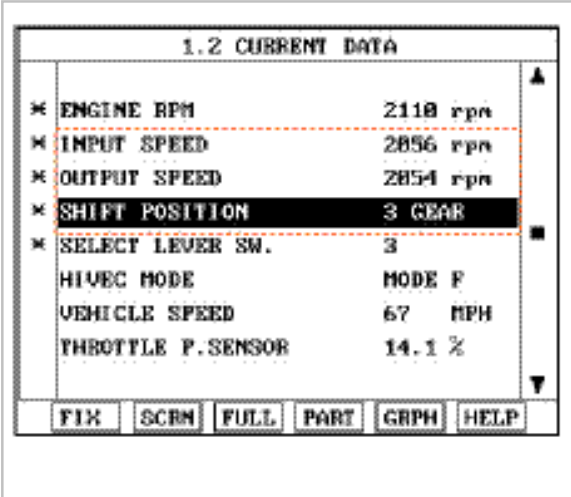 1.2 CURRENT DATA
* ENGINE RPM 2110 rpm
* INPUT SPEED 2056 rpm
* OUTPUT SPEED 2054 rpm
* SHIFT POSITION 3 GEAR
* SELECT LEVER SW. 3
HIVEC MODE MODE F
VEHICLE SPEED 67 MPH
THROTTLE P.SENSOR 14.1 %
FIX SCRN FULL PART GRPH HELP